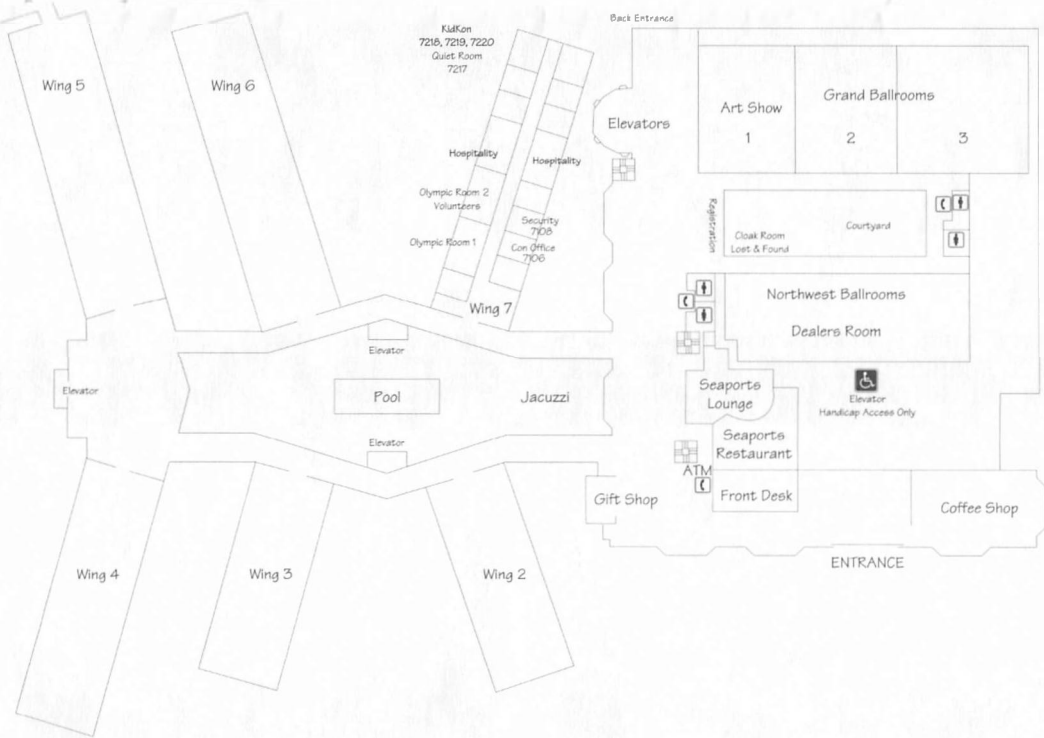 Back Entrance
KidKon
7218, 7219, 7220
Quiet Room
7217
Wing 5
Wing 6
Elevators
Art Show
1
Grand Ballrooms
2
3
Hospitality
Hospitality
Olympic Room 2
Volunteers
Security
7108
Olympic Room 1
Con Office
7106
Registration
Cloak Room
Lost & Found
Courtyard
Wing 7
Northwest Ballrooms
Dealers Room
Elevator
Elevator
Pool
Jacuzzi
Seaports
Lounge
Elevator
Handicap Access Only
Elevator
Seaports
Restaurant
ATM
Gift Shop
Front Desk
Coffee Shop
ENTRANCE
Wing 4
Wing 3
Wing 2